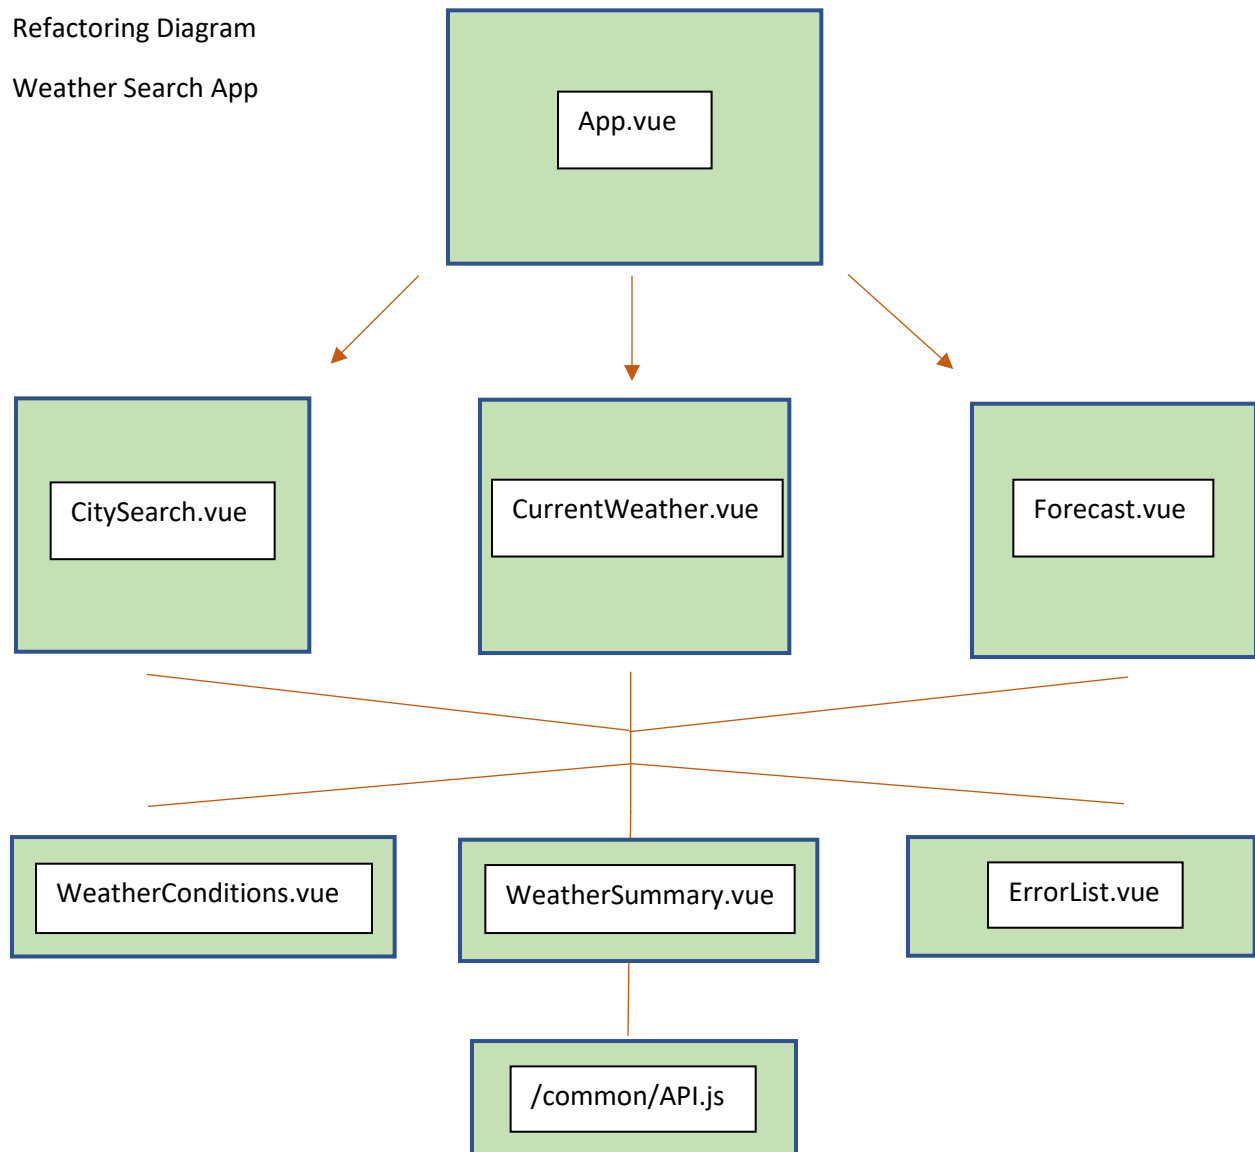 Refactoring Diagram
Weather Search App
App.vue
CitySearch.vue
CurrentWeather.vue
Forecast.vue
WeatherConditions.vue
WeatherSummary.vue
ErrorList.vue
/common/API.js